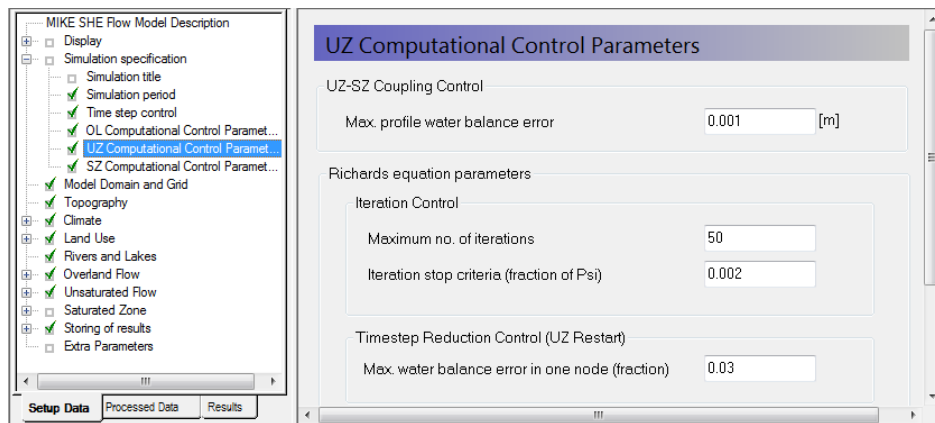 MIKE SHE Flow Model Description
Display
Simulation specification
Simulation title
Simulation period
Time step control
OL Computational Control Paramet...
UZ Computational Control Paramet...
SZ Computational Control Paramet...
Model Domain and Grid
Topography
Climate
Land Use
Rivers and Lakes
Overland Flow
Unsaturated Flow
Saturated Zone
Storing of results
Extra Parameters
Setup Data Processed Data Results
UZ Computational Control Parameters
UZ-SZ Coupling Control
Max. profile water balance error 0.001 [m]
Richards equation parameters
Iteration Control
Maximum no. of iterations 50
Iteration stop criteria (fraction of Psi) 0.002
Timestep Reduction Control (UZ Restart)
Max. water balance error in one node (fraction) 0.03